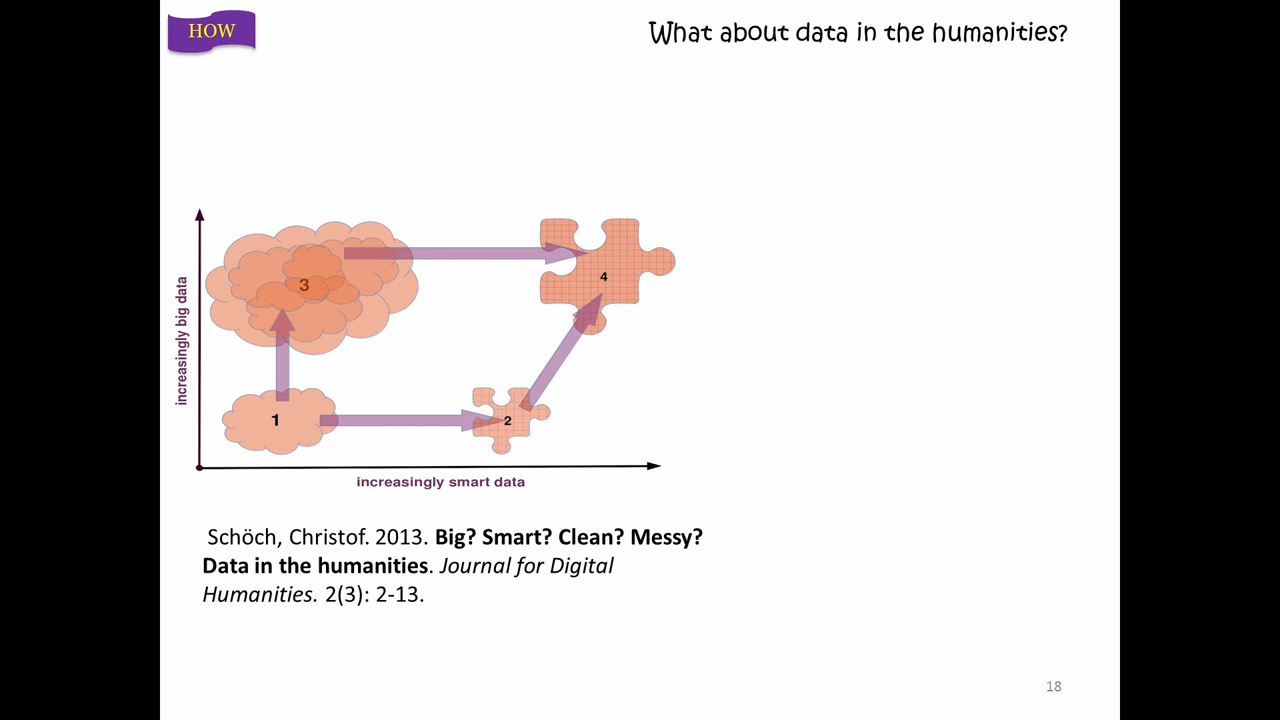 HOW
What about data in the humanities?
increasingly big data
3
4
1
2
increasingly smart data
Schöch, Christof. 2013. Big? Smart? Clean? Messy?
Data in the humanities. Journal for Digital
Humanities. 2(3): 2-13.
18